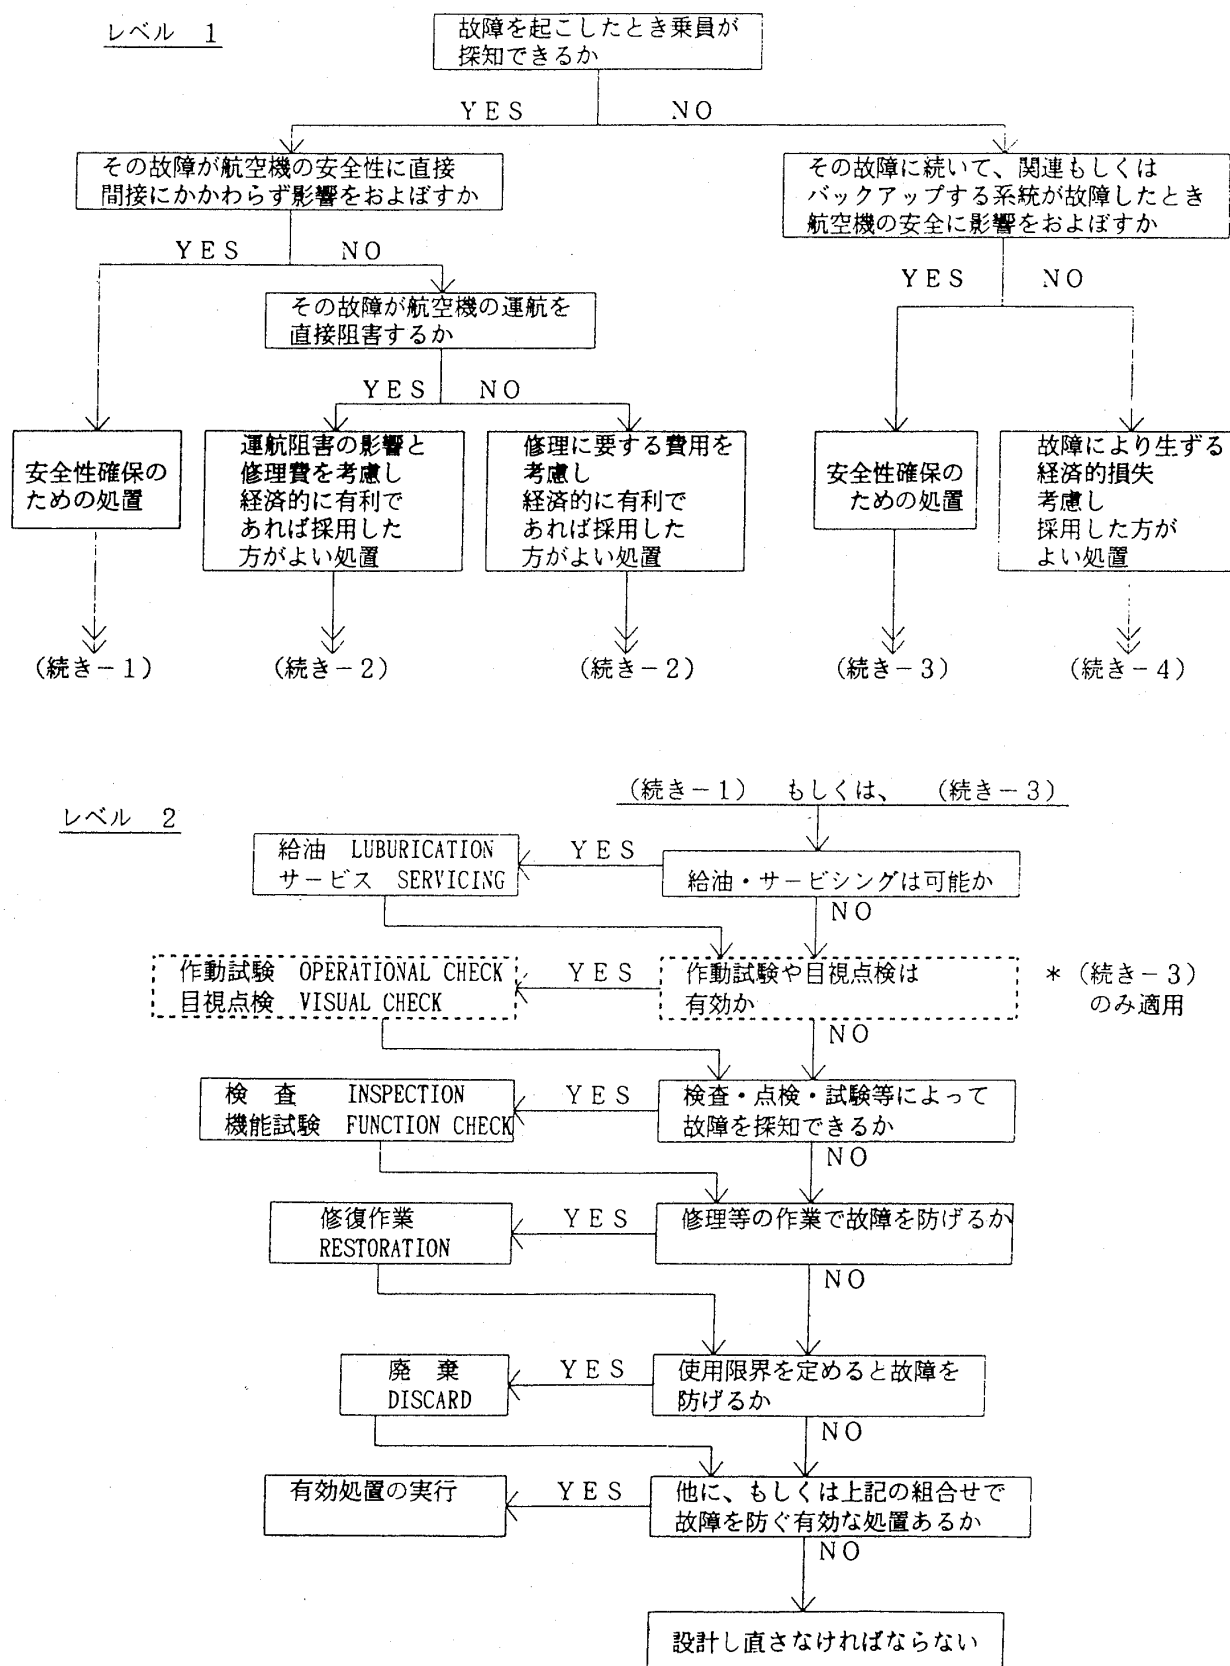 レベル 1
故障を起こしたとき乗員が
探知できるか
YES NO
その故障が航空機の安全性に直接
間接にかかわらず影響をおよぼすか
その故障に続いて、関連もしくは
バックアップする系統が故障したとき
航空機の安全に影響をおよぼすか
YES NO
YES NO
その故障が航空機の運航を
直接阻害するか
YES NO
安全性確保の
ための処置
運航阻害の影響と
修理費を考慮し
経済的に有利で
あれば採用した
方がよい処置
修理に要する費用を
考慮し
経済的に有利で
あれば採用した
方がよい処置
安全性確保の
ための処置
故障により生ずる
経済的損失
考慮し
採用した方が
よい処置
(続き-1)
(続き-2)
(続き-2)
(続き-3)
(続き-4)
レベル 2
(続き-1) もしくは、 (続き-3)
給油 LUBURICATION
サービス SERVICING
YES
給油・サービシングは可能か
NO
作動試験 OPERATIONAL CHECK
目視点検 VISUAL CHECK
YES
作動試験や目視点検は
有効か
*(続き-3)
のみ適用
NO
検 査 INSPECTION
機能試験 FUNCTION CHECK
YES
検査・点検・試験等によって
故障を探知できるか
NO
修復作業
RESTORATION
YES
修理等の作業で故障を防げるか
NO
廃 棄
DISCARD
YES
使用限界を定めると故障を
防げるか
NO
有効処置の実行
YES
他に、もしくは上記の組合せで
故障を防ぐ有効な処置あるか
NO
設計し直さなければならない